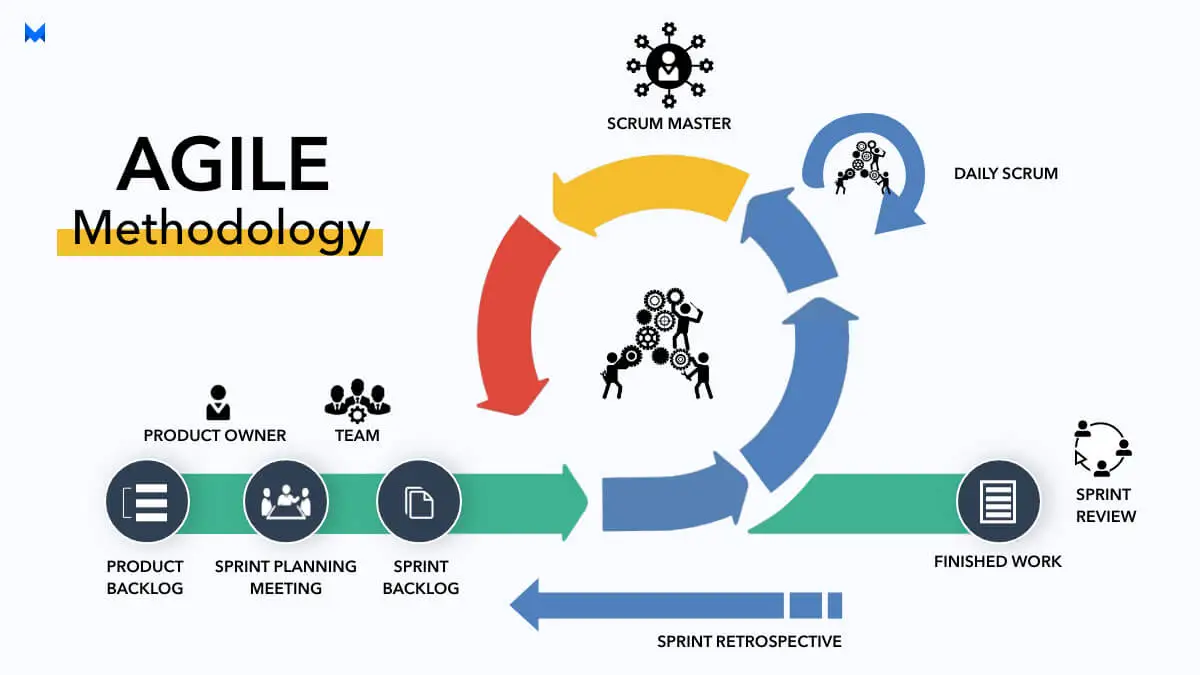 AGILE
Methodology
SCRUM MASTER
DAILY SCRUM
PRODUCT OWNER
TEAM
PRODUCT
BACKLOG
SPRINT PLANNING
MEETING
SPRINT
BACKLOG
FINISHED WORK
SPRINT
REVIEW
SPRINT RETROSPECTIVE